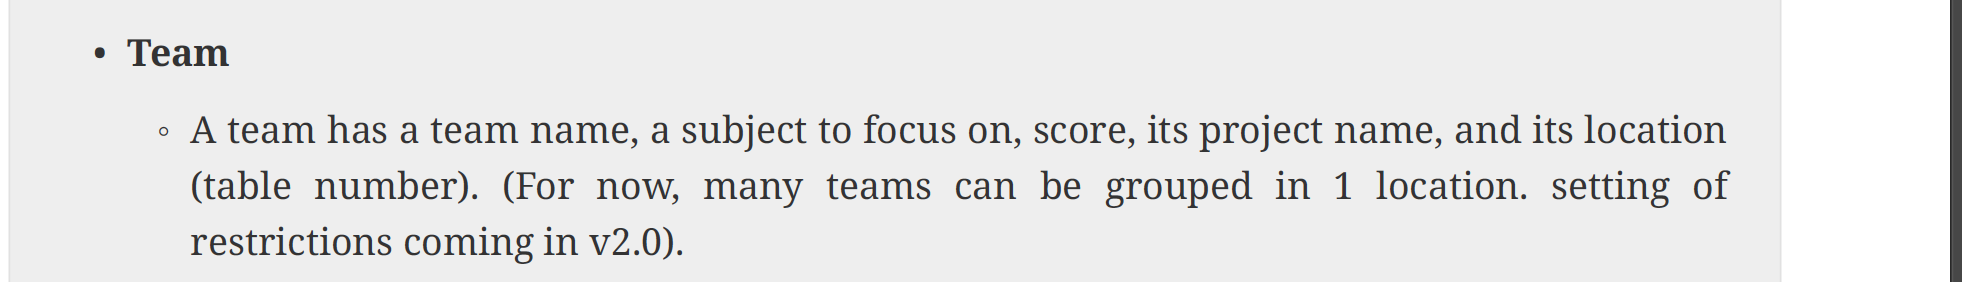 • Team
◦ A team has a team name, a subject to focus on, score, its project name, and its location
(table number). (For now, many teams can be grouped in 1 location. setting of
restrictions coming in v2.0).